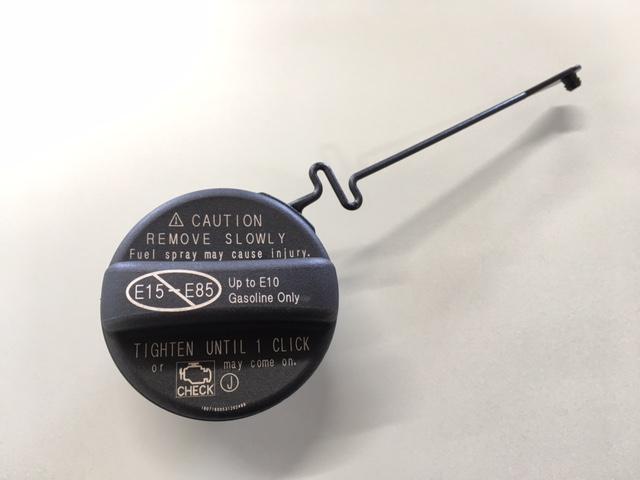 ⚠ CAUTION
REMOVE SLOWLY
Fuel spray may cause injury.
E15-E85
Up to E10
Gasoline Only
TIGHTEN UNTIL 1 CLICK
or CHECK may come on.
J